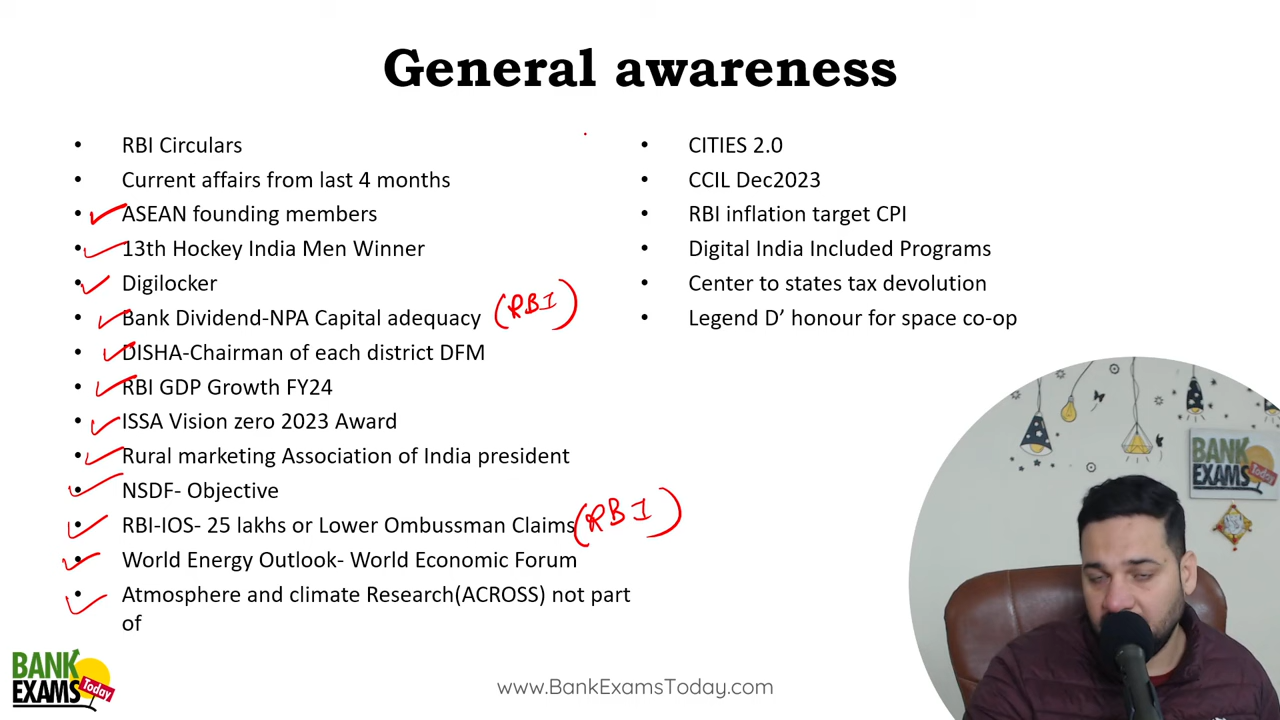 General awareness
• RBI Circulars
• Current affairs from last 4 months
• ASEAN founding members
• 13th Hockey India Men Winner
• Digilocker
• Bank Dividend-NPA Capital adequacy (RBI)
• DISHA-Chairman of each district DFM
• RBI GDP Growth FY24
• ISSA Vision zero 2023 Award
• Rural marketing Association of India president
• NSDF- Objective
• RBI-IOS- 25 lakhs or Lower Ombussman Claims (RBI)
• World Energy Outlook- World Economic Forum
• Atmosphere and climate Research(ACROSS) not part
of
• CITIES 2.0
• CCIL Dec2023
• RBI inflation target CPI
• Digital India Included Programs
• Center to states tax devolution
• Legend D’ honour for space co-op
BANK
EXAMS
Today
BANK
EXAMS Today
www.BankExamsToday.com